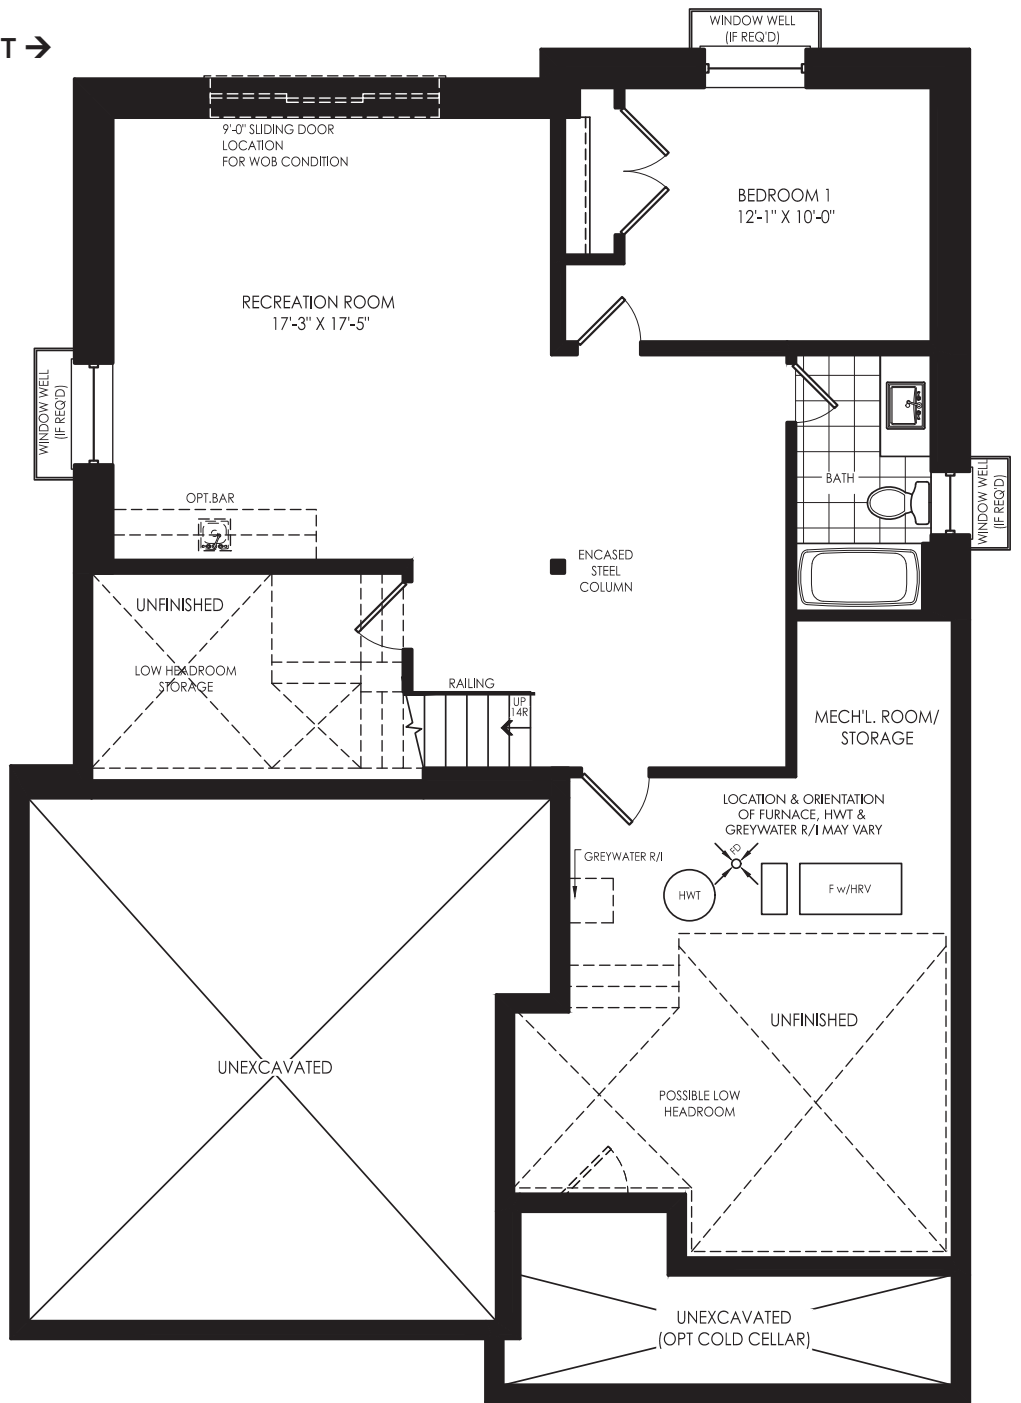 T →
WINDOW WELL
(IF REQ'D)
9'-0" SLIDING DOOR
LOCATION
FOR WOB CONDITION
BEDROOM 1
12'-1" X 10'-0"
RECREATION ROOM
17'-3" X 17'-5"
WINDOW WELL
(IF REQ'D)
OPT.BAR
BATH
WINDOW WELL
(IF REQ'D)
ENCASED
STEEL
COLUMN
UNFINISHED
LOW HEADROOM
STORAGE
RAILING
UP
14R
MECH'L. ROOM/
STORAGE
LOCATION & ORIENTATION
OF FURNACE, HWT &
GREYWATER R/I MAY VARY
GREYWATER R/I
FD
HWT
F w/HRV
UNFINISHED
UNEXCAVATED
POSSIBLE LOW
HEADROOM
UNEXCAVATED
(OPT COLD CELLAR)